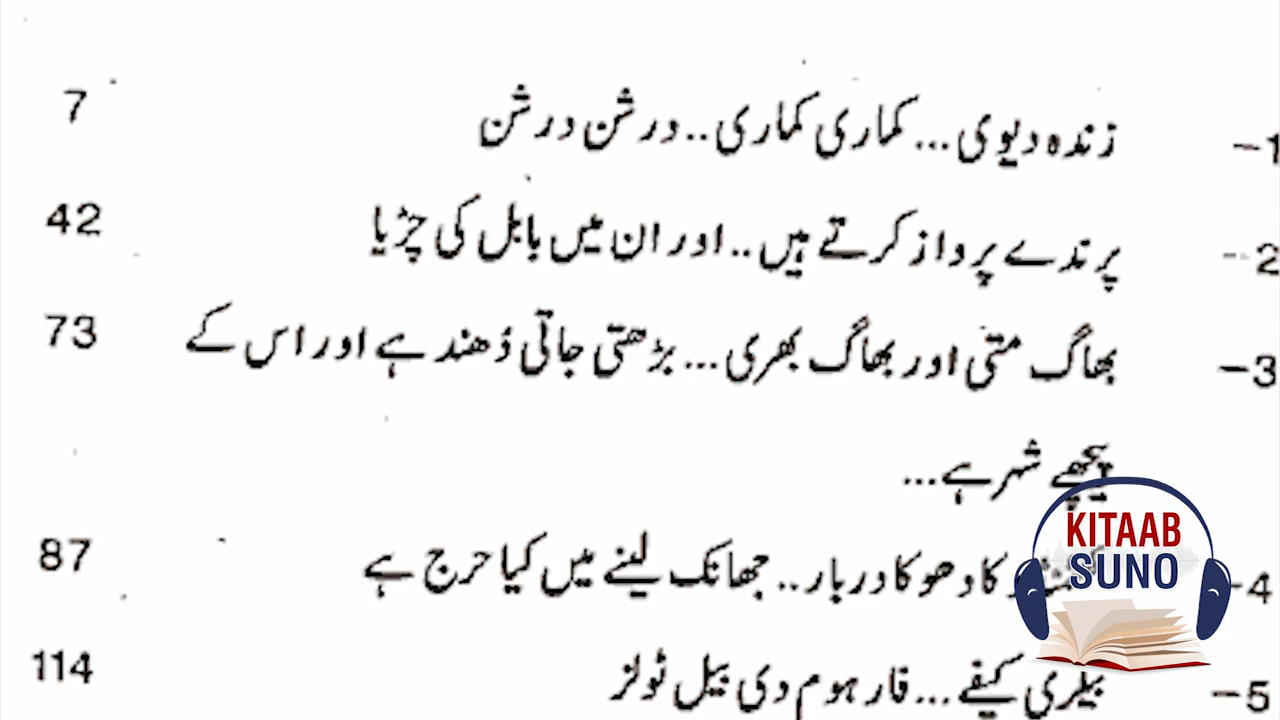 1- زندہ دیوی... کماری کماری.. درشن درشن 7
2- پرندے پرواز کرتے ہیں.. اور ان میں بابل کی چڑیا 42
3- بھاگ متی اور بھاگ بھری... بڑھتی جاتی دُھند ہے اور اس کے 73
پیچھے شہر ہے...
4- کا دھوکا دربار.. جھانک لینے میں کیا حرج ہے 87
5- بیلری کیفے... فار ہوم دی بیل ٹولز 114
KITAAB
SUNO